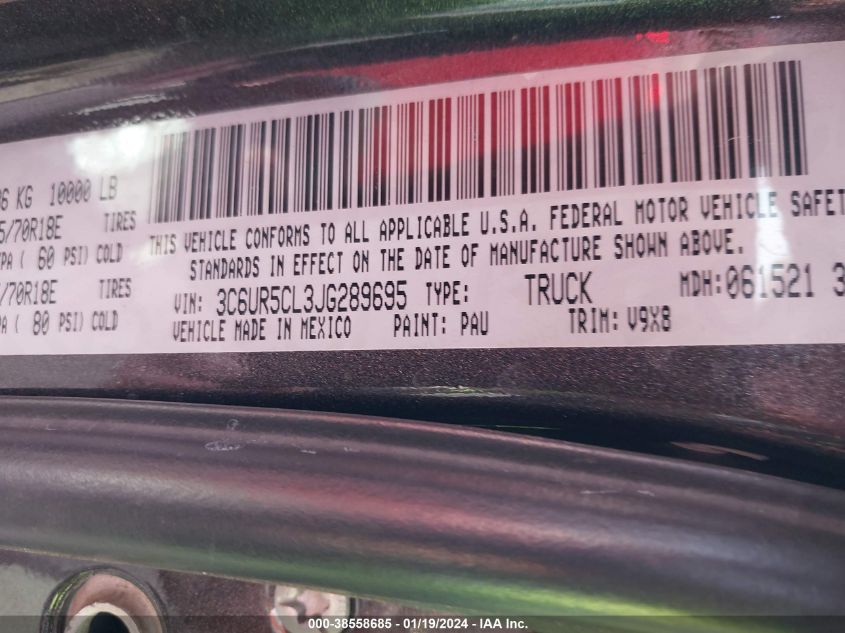 96 KG 10000 LB
5/70R18E TIRES
PA ( 60 PSI) COLD
/70R18E TIRES
PA ( 80 PSI) COLD
THIS VEHICLE CONFORMS TO ALL APPLICABLE U.S.A. FEDERAL MOTOR VEHICLE SAFET
STANDARDS IN EFFECT ON THE DATE OF MANUFACTURE SHOWN ABOVE.
VIN: 3C6UR5CL3JG289695 TYPE: TRUCK MDH:061521 3
VEHICLE MADE IN MEXICO PAINT: PAU TRIM: V9X8
000-38558685 - 01/19/2024 - IAA Inc.